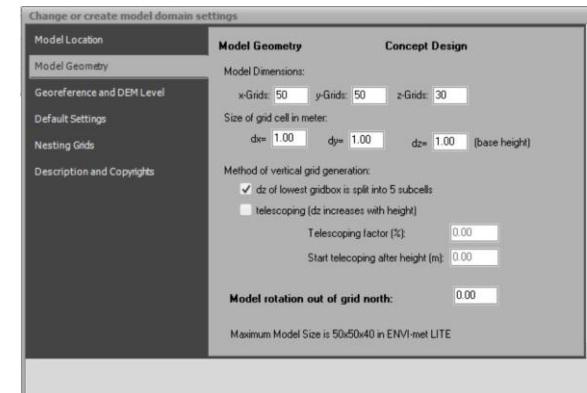 Change or create model domain settings
Model Location
Model Geometry
Georeference and DEM Level
Default Settings
Nesting Grids
Description and Copyrights
Model Geometry Concept Design
Model Dimensions:
x-Grids: 50 y-Grids: 50 z-Grids: 30
Size of grid cell in meter:
dx= 1.00 dy= 1.00 dz= 1.00 (base height)
Method of vertical grid generation:
dz of lowest gridbox is split into 5 subcells
telescoping (dz increases with height)
Telescoping factor (%): 0.00
Start telecoping after height (m): 0.00
Model rotation out of grid north: 0.00
Maximum Model Size is 50x50x40 in ENVI-met LITE